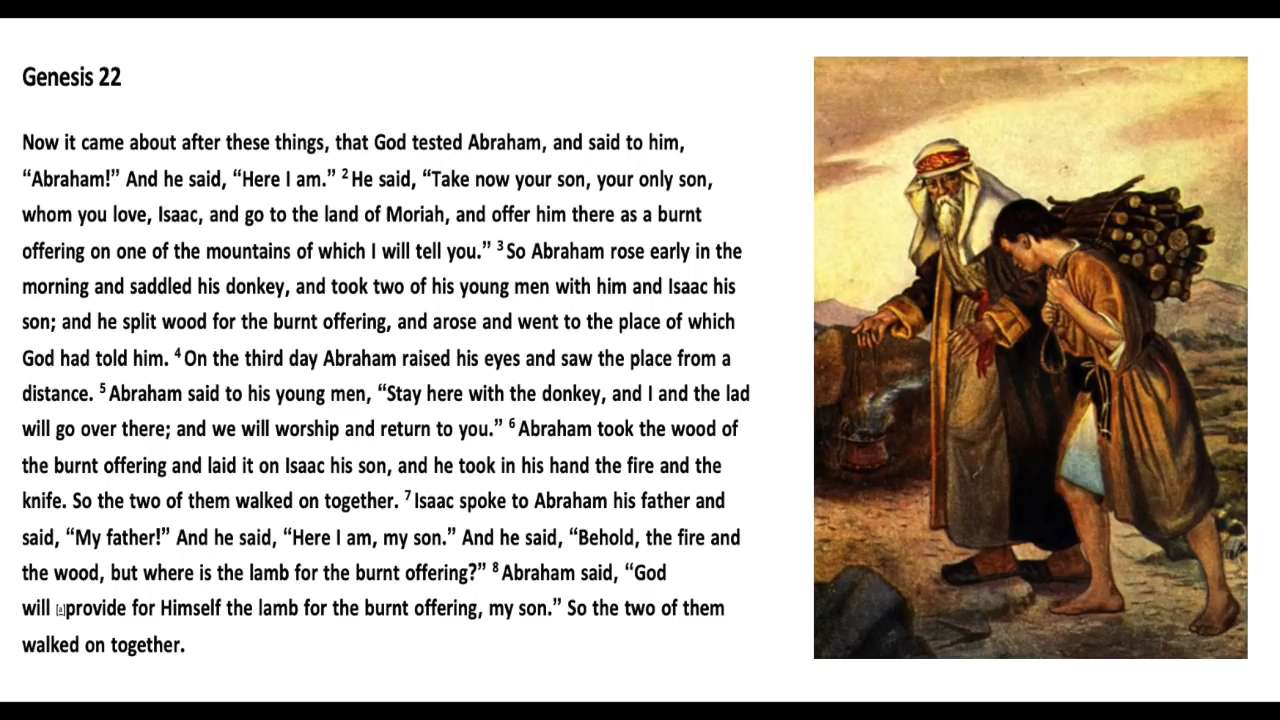 Genesis 22
Now it came about after these things, that God tested Abraham, and said to him,
“Abraham!” And he said, “Here I am.” ² He said, “Take now your son, your only son,
whom you love, Isaac, and go to the land of Moriah, and offer him there as a burnt
offering on one of the mountains of which I will tell you.” ³ So Abraham rose early in the
morning and saddled his donkey, and took two of his young men with him and Isaac his
son; and he split wood for the burnt offering, and arose and went to the place of which
God had told him. ⁴ On the third day Abraham raised his eyes and saw the place from a
distance. ⁵ Abraham said to his young men, “Stay here with the donkey, and I and the lad
will go over there; and we will worship and return to you.” ⁶ Abraham took the wood of
the burnt offering and laid it on Isaac his son, and he took in his hand the fire and the
knife. So the two of them walked on together. ⁷ Isaac spoke to Abraham his father and
said, “My father!” And he said, “Here I am, my son.” And he said, “Behold, the fire and
the wood, but where is the lamb for the burnt offering?” ⁸ Abraham said, “God
will [a]provide for Himself the lamb for the burnt offering, my son.” So the two of them
walked on together.